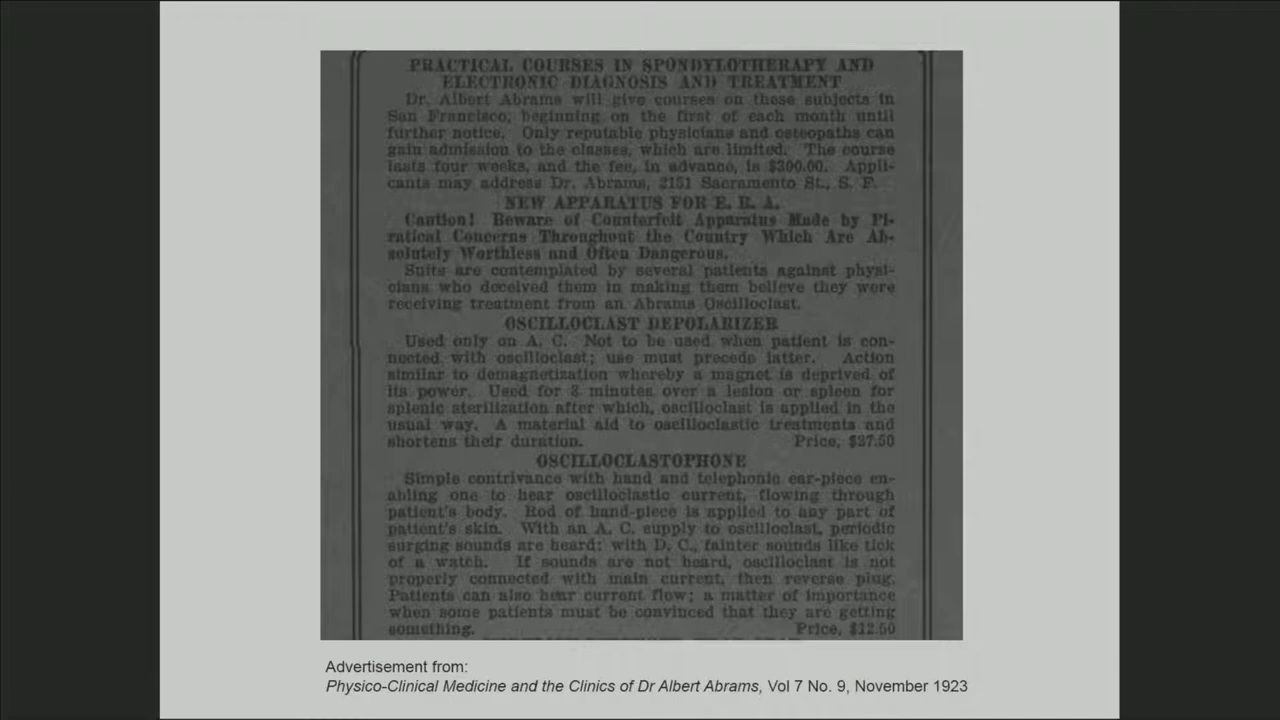 PRACTICAL COURSES IN SPONDYLOTHERAPY AND
ELECTRONIC DIAGNOSIS AND TREATMENT
Dr. Albert Abrams will give courses on these subjects in
San Francisco, beginning on the first of each month until
further notice. Only reputable physicians and osteopaths can
gain admission to the classes, which are limited. The course
lasts four weeks, and the fee, in advance, is $300.00. Appli-
cants may address Dr. Abrams, 2151 Sacramento St., S. F.
NEW APPARATUS FOR E. R. A.
Caution! Beware of Counterfeit Apparatus Made by Pi-
ratical Concerns Throughout the Country Which Are Ab-
solutely Worthless and Often Dangerous.
Suits are contemplated by several patients against physi-
cians who deceived them in making them believe they were
receiving treatment from an Abrams Oscilloclast.
OSCILLOCLAST DEPOLARIZER
Used only on A. C. Not to be used when patient is con-
nected with oscilloclast; use must precede latter. Action
similar to demagnetization whereby a magnet is deprived of
its power. Used for 3 minutes over a lesion or spleen for
splenic sterilization after which, oscilloclast is applied in the
usual way. A material aid to oscilloclastic treatments and
shortens their duration. Price, $27.50
OSCILLOCLASTOPHONE
Simple contrivance with hand and telephonic ear-piece en-
abling one to hear oscilloclastic current, flowing through
patient's body. Rod of hand-piece is applied to any part of
patient's skin. With an A. C. supply to oscilloclast, periodic
surging sounds are heard; with D. C., fainter sounds like tick
of a watch. If sounds are not heard, oscilloclast is not
properly connected with main current, then reverse plug.
Patients can also hear current flow; a matter of importance
when some patients must be convinced that they are getting
something. Price, $12.50
Advertisement from:
Physico-Clinical Medicine and the Clinics of Dr Albert Abrams, Vol 7 No. 9, November 1923